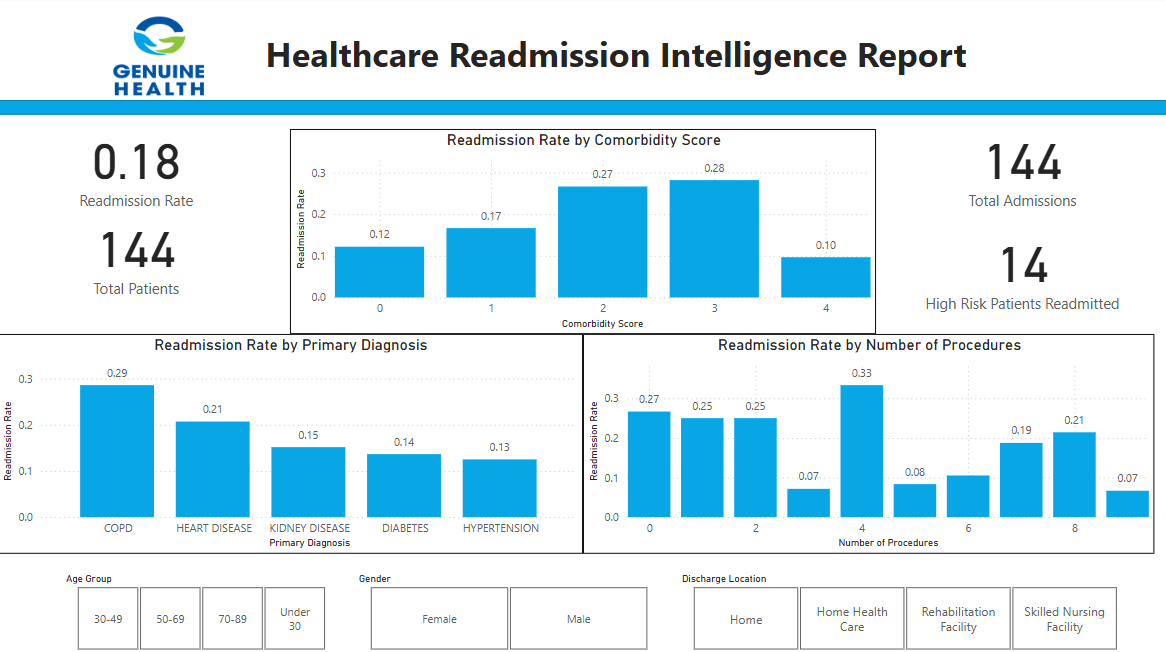 GENUINE
HEALTH
Healthcare Readmission Intelligence Report
0.18
Readmission Rate
144
Total Patients
Readmission Rate by Comorbidity Score
Readmission Rate
0.3
0.2
0.1
0.0
0.12
0.17
0.27
0.28
0.10
0 1 2 3 4
Comorbidity Score
144
Total Admissions
14
High Risk Patients Readmitted
Readmission Rate by Primary Diagnosis
Readmission Rate
0.3
0.2
0.1
0.0
0.29
0.21
0.15
0.14
0.13
COPD HEART DISEASE KIDNEY DISEASE DIABETES HYPERTENSION
Primary Diagnosis
Readmission Rate by Number of Procedures
Readmission Rate
0.3
0.2
0.1
0.0
0.27
0.25
0.25
0.07
0.33
0.08
0.19
0.21
0.07
0 2 4 6 8
Number of Procedures
Age Group
30-49
50-69
70-89
Under
30
Gender
Female
Male
Discharge Location
Home
Home Health
Care
Rehabilitation
Facility
Skilled Nursing
Facility